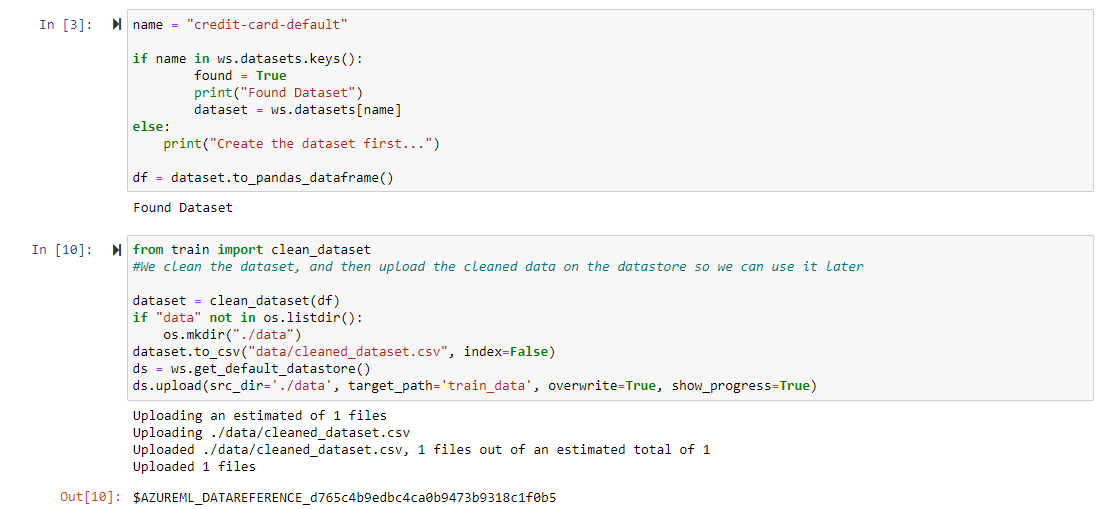 In [3]:
name = "credit-card-default"
if name in ws.datasets.keys():
        found = True
        print("Found Dataset")
        dataset = ws.datasets[name]
else:
    print("Create the dataset first...")
df = dataset.to_pandas_dataframe()
Found Dataset
In [10]:
from train import clean_dataset
#We clean the dataset, and then upload the cleaned data on the datastore so we can use it later
dataset = clean_dataset(df)
if "data" not in os.listdir():
    os.mkdir("./data")
dataset.to_csv("data/cleaned_dataset.csv", index=False)
ds = ws.get_default_datastore()
ds.upload(src_dir='./data', target_path='train_data', overwrite=True, show_progress=True)
Uploading an estimated of 1 files
Uploading ./data/cleaned_dataset.csv
Uploaded ./data/cleaned_dataset.csv, 1 files out of an estimated total of 1
Uploaded 1 files
Out[10]: $AZUREML_DATAREFERENCE_d765c4b9edbc4ca0b9473b9318c1f0b5